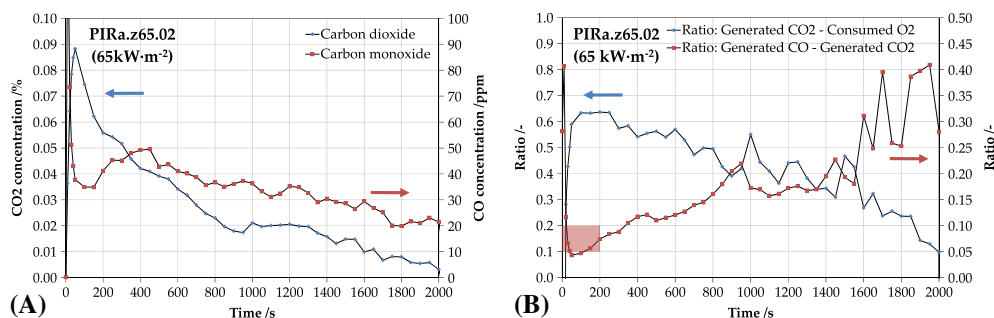 PIRa.z65.02
(65kW·m-2)
Carbon dioxide
Carbon monoxide
CO2 concentration /%
0.10
0.09
0.08
0.07
0.06
0.05
0.04
0.03
0.02
0.01
0.00
CO concentration /ppm
100
90
80
70
60
50
40
30
20
10
0
0 200 400 600 800 1000 1200 1400 1600 1800 2000
Time /s
(A)
PIRa.z65.02
(65 kW·m-2)
Ratio: Generated CO2 - Consumed O2
Ratio: Generated CO - Generated CO2
Ratio /-
1.0
0.9
0.8
0.7
0.6
0.5
0.4
0.3
0.2
0.1
0.0
Ratio /-
0.50
0.45
0.40
0.35
0.30
0.25
0.20
0.15
0.10
0.05
0.00
0 200 400 600 800 1000 1200 1400 1600 1800 2000
Time /s
(B)